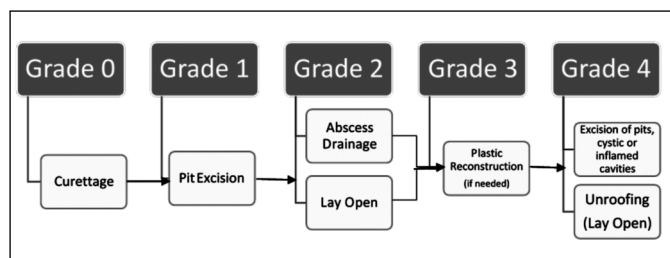 Grade 0
Grade 1
Grade 2
Grade 3
Grade 4
Curettage
Pit Excision
Abscess
Drainage
Lay Open
Plastic
Reconstruction
(if needed)
Excision of pits,
cystic or
inflamed
cavities
Unroofing
(Lay Open)